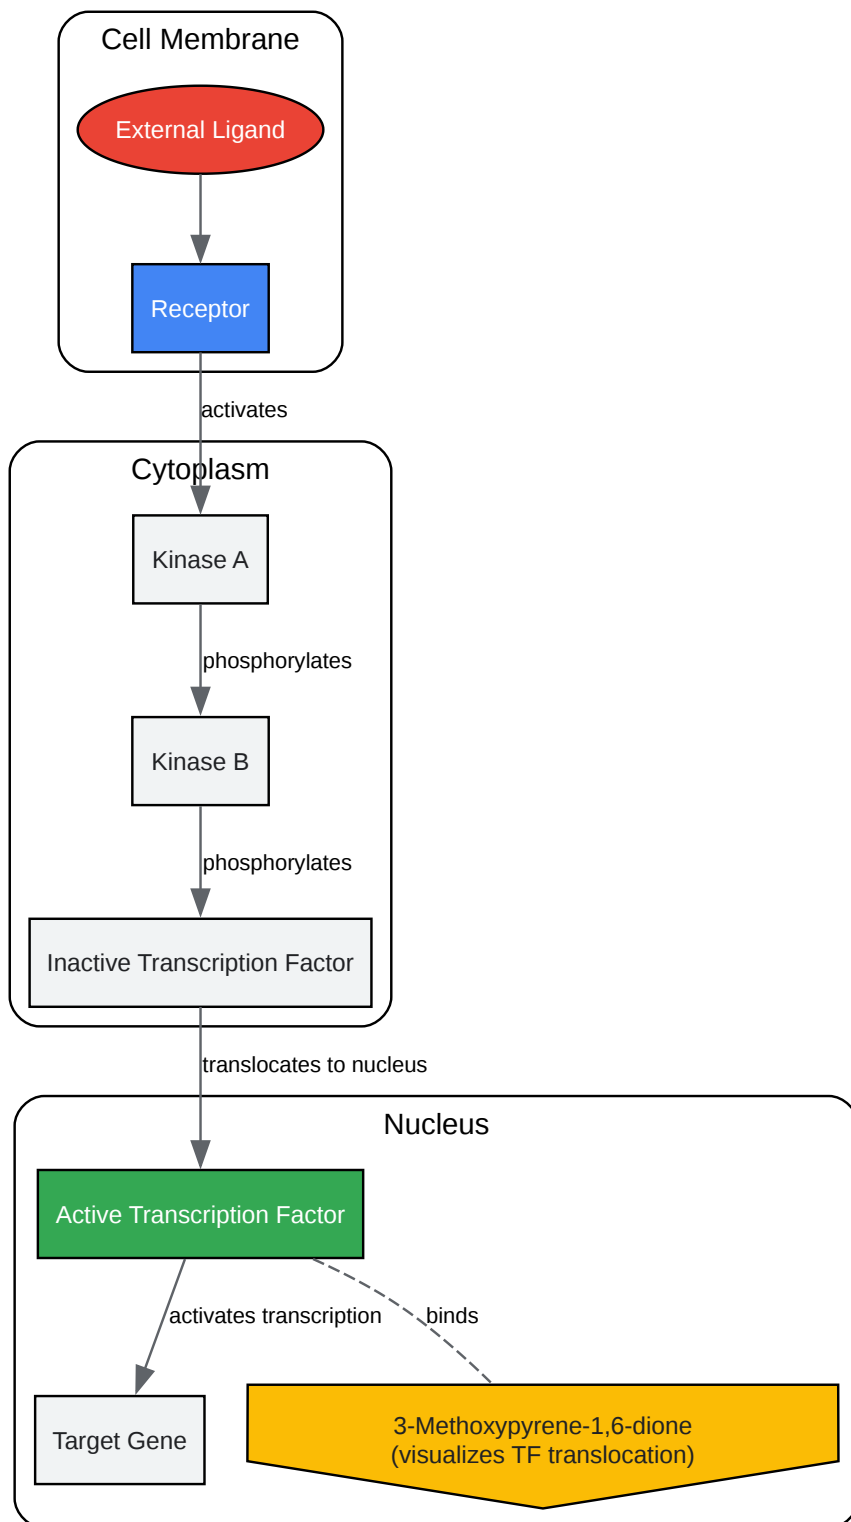 Cell Membrane
External Ligand
Receptor
activates
Cytoplasm
Kinase A
phosphorylates
Kinase B
phosphorylates
Inactive Transcription Factor
translocates to nucleus
Nucleus
Active Transcription Factor
activates transcription
binds
Target Gene
3-Methoxypyrene-1,6-dione
(visualizes TF translocation)